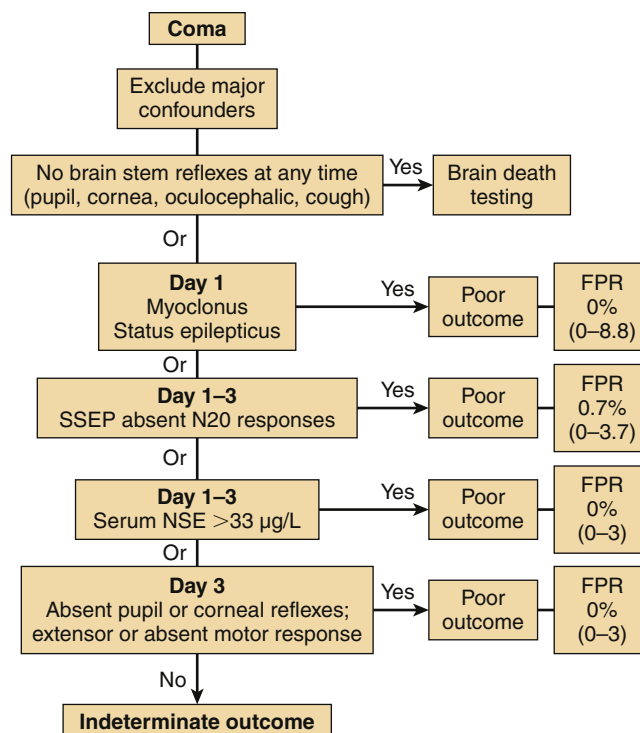 Coma
Exclude major
confounders
No brain stem reflexes at any time
(pupil, cornea, oculocephalic, cough)
Yes
Brain death
testing
Or
Day 1
Myoclonus
Status epilepticus
Yes
Poor
outcome
FPR
0%
(0–8.8)
Or
Day 1–3
SSEP absent N20 responses
Yes
Poor
outcome
FPR
0.7%
(0–3.7)
Or
Day 1–3
Serum NSE >33 μg/L
Yes
Poor
outcome
FPR
0%
(0–3)
Or
Day 3
Absent pupil or corneal reflexes;
extensor or absent motor response
Yes
Poor
outcome
FPR
0%
(0–3)
No
Indeterminate outcome